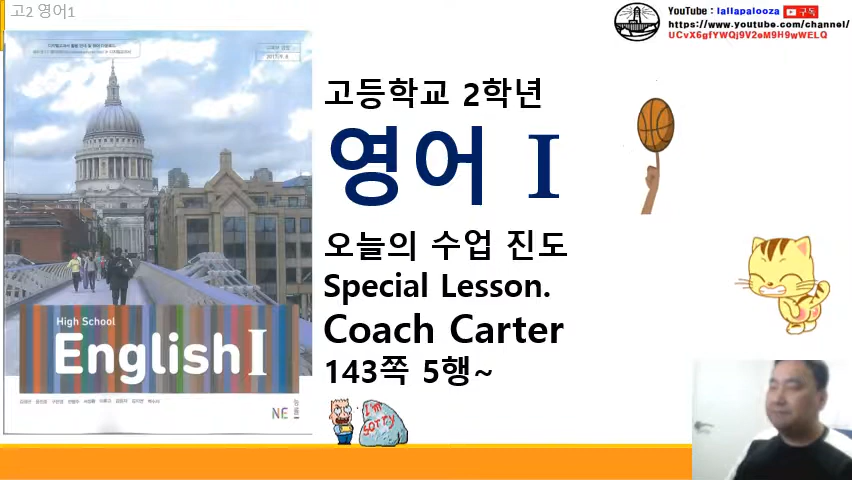 고2 영어1
YouTube : lallapalooza 구독
https://www.youtube.com/channel/
UCvX6gfYWQj9V2eM9H9wWELQ
고등학교 2학년
영어 I
오늘의 수업 진도
Special Lesson.
Coach Carter
143쪽 5행~
High School
English I
NE 능률
I'm
sorry